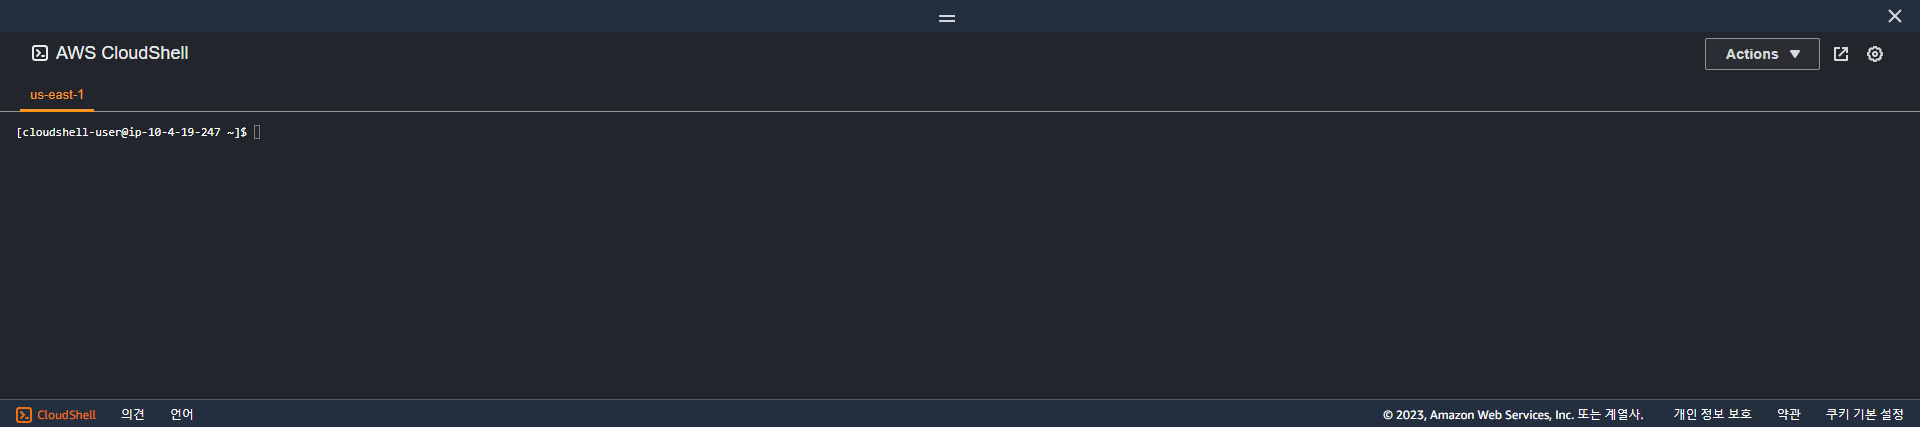 AWS CloudShell
Actions
us-east-1
[cloudshell-user@ip-10-4-19-247 ~]$
CloudShell 의견 언어 © 2023, Amazon Web Services, Inc. 또는 계열사. 개인 정보 보호 약관 쿠키 기본 설정